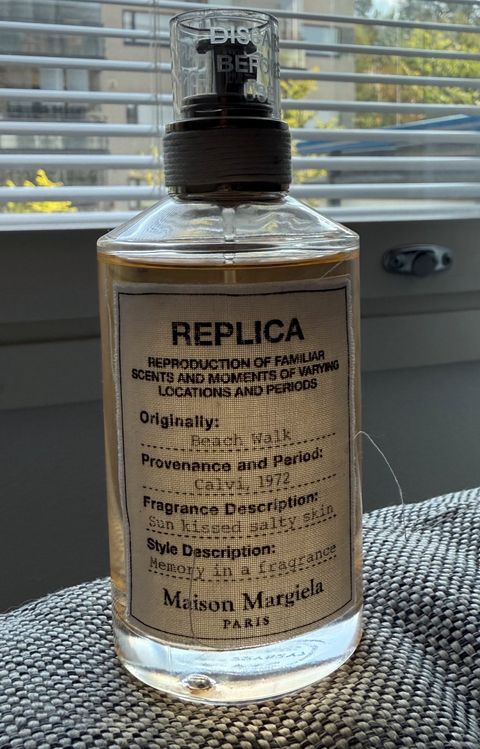 DIS
BER
REPLICA
REPRODUCTION OF FAMILIAR
SCENTS AND MOMENTS OF VARYING
LOCATIONS AND PERIODS
Originally:
Beach Walk
Provenance and Period:
Calvi, 1972
Fragrance Description:
Sun kissed salty skin
Style Description:
Memory in a fragrance
Maison Margiela
PARIS